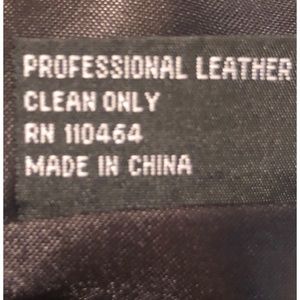 PROFESSIONAL LEATHER
CLEAN ONLY
RN 110464
MADE IN CHINA